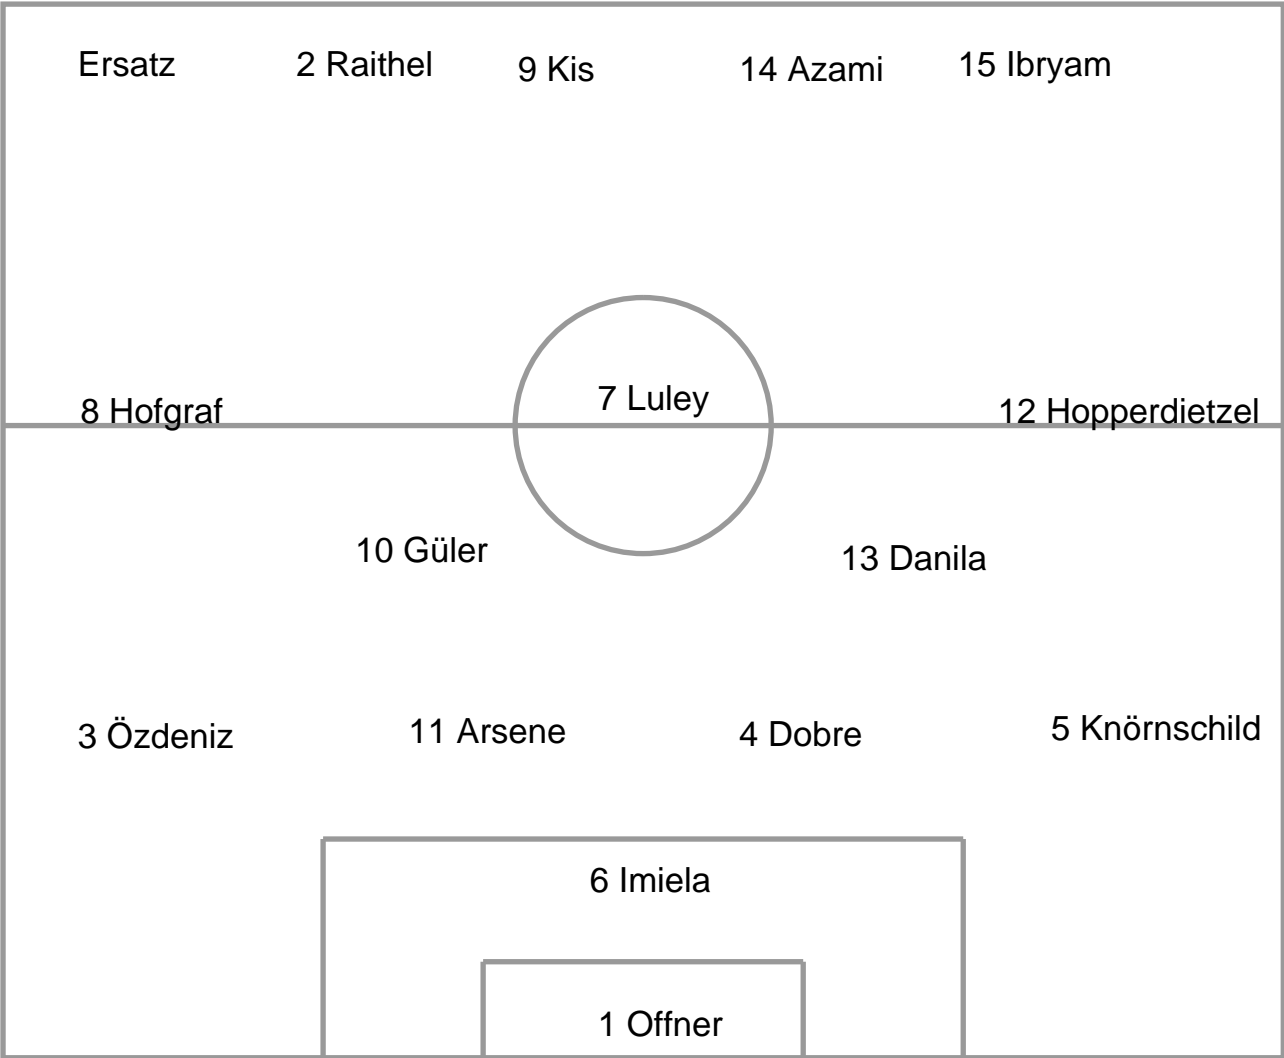 Ersatz 2 Raithel 9 Kis 14 Azami 15 Ibryam
8 Hofgraf 7 Luley 12 Hopperdietzel
10 Güler 13 Danila
3 Özdeniz 11 Arsene 4 Dobre 5 Knörnschild
6 Imiela
1 Offner